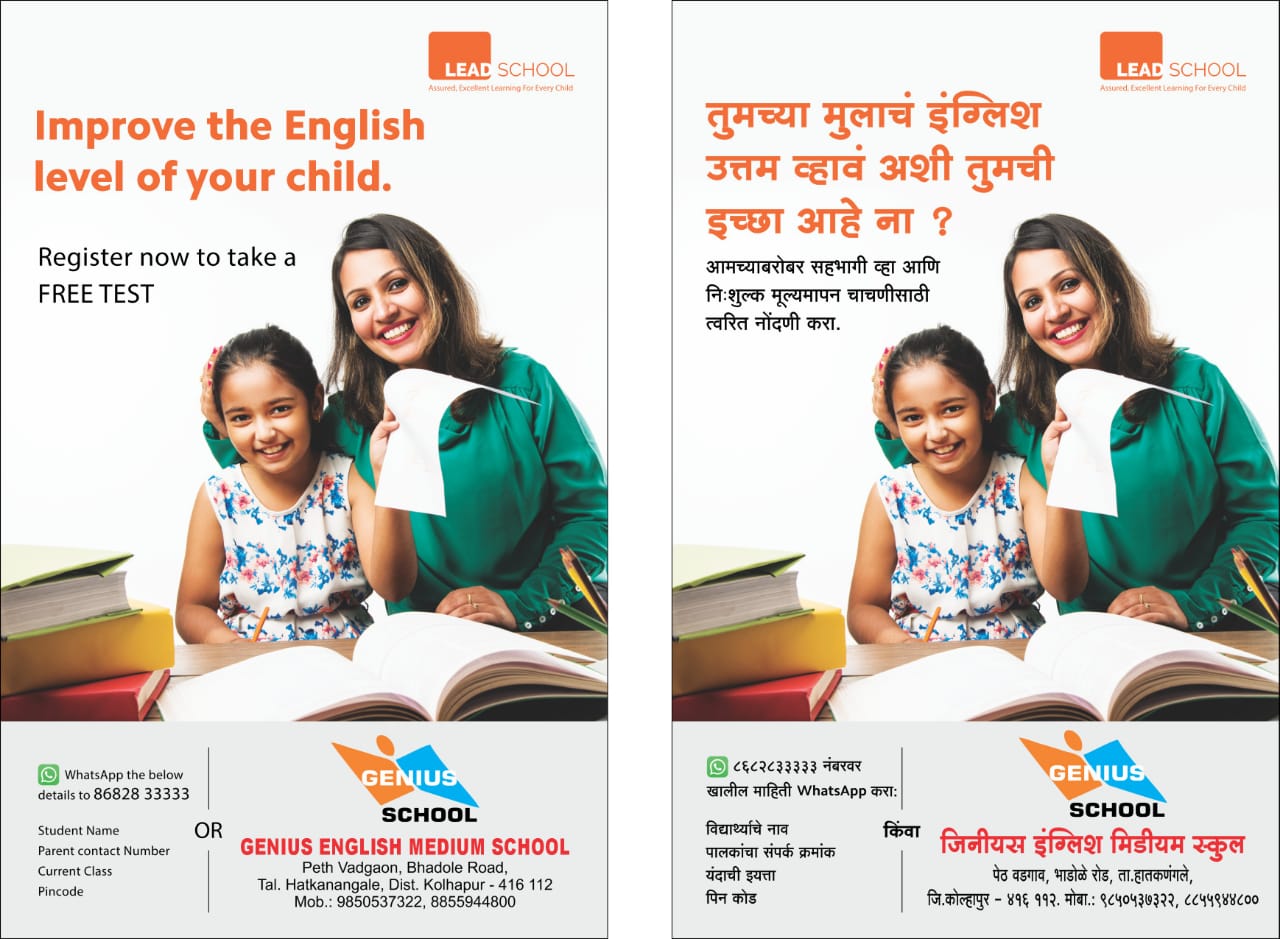 LEAD SCHOOL
Assured, Excellent Learning For Every Child
Improve the English
level of your child.
Register now to take a
FREE TEST
WhatsApp the below
details to 86828 33333
Student Name
Parent contact Number
Current Class
Pincode
OR
GENIUS
SCHOOL
GENIUS ENGLISH MEDIUM SCHOOL
Peth Vadgaon, Bhadole Road,
Tal. Hatkanangale, Dist. Kolhapur - 416 112
Mob.: 9850537322, 8855944800
LEAD SCHOOL
Assured, Excellent Learning For Every Child
तुमच्या मुलाचं इंग्लिश
उत्तम व्हावं अशी तुमची
इच्छा आहे ना ?
आमच्याबरोबर सहभागी व्हा आणि
निःशुल्क मूल्यमापन चाचणीसाठी
त्वरित नोंदणी करा.
८६८२८३३३३३ नंबरवर
खालील माहिती WhatsApp करा:
विद्यार्थ्याचे नाव
पालकांचा संपर्क क्रमांक
यंदाची इयत्ता
पिन कोड
किंवा
GENIUS
SCHOOL
जिनीयस इंग्लिश मिडीयम स्कुल
पेठ वडगाव, भाडोळे रोड, ता.हातकणंगले,
जि.कोल्हापुर - ४१६ ११२. मोबा.: ९८५०५३७३२२, ८८५५९४४८००